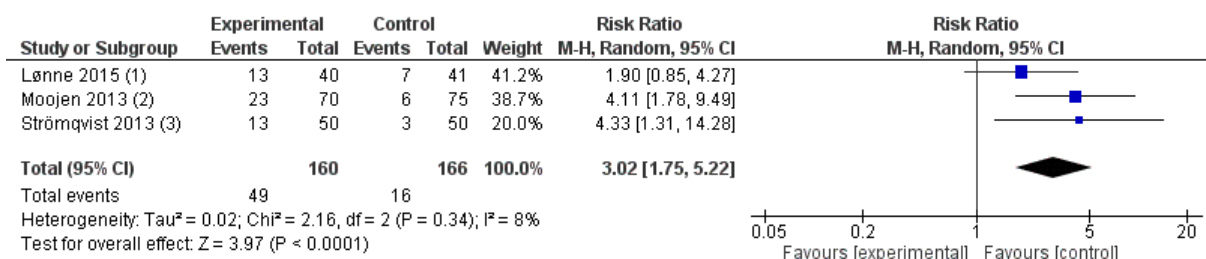 Experimental Control Risk Ratio Risk Ratio
Study or Subgroup Events Total Events Total Weight M-H, Random, 95% CI M-H, Random, 95% CI
Lønne 2015 (1) 13 40 7 41 41.2% 1.90 [0.85, 4.27]
Moojen 2013 (2) 23 70 6 75 38.7% 4.11 [1.78, 9.49]
Strömqvist 2013 (3) 13 50 3 50 20.0% 4.33 [1.31, 14.28]
Total (95% CI) 160 166 100.0% 3.02 [1.75, 5.22]
Total events 49 16
Heterogeneity: Tau² = 0.02; Chi² = 2.16, df = 2 (P = 0.34); I² = 8%
Test for overall effect: Z = 3.97 (P < 0.0001)
0.05 0.2 1 5 20
Favours [experimental] Favours [control]